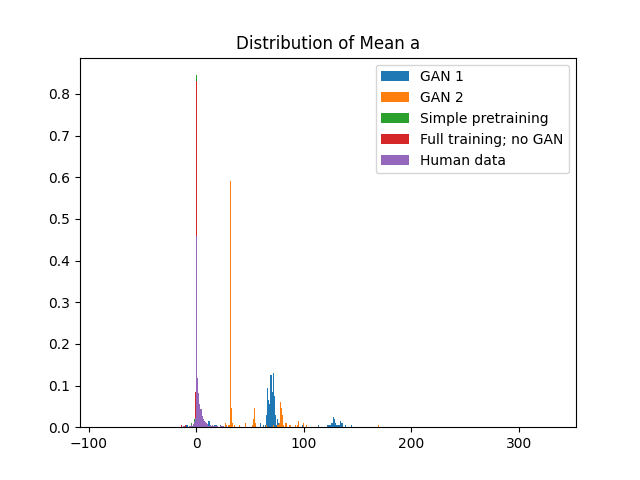 Distribution of Mean a
GAN 1
GAN 2
Simple pretraining
Full training; no GAN
Human data
0.8
0.7
0.6
0.5
0.4
0.3
0.2
0.1
0.0
−100
0
100
200
300